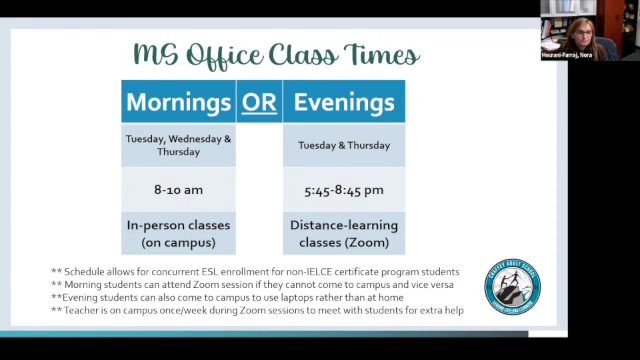 MS Office Class Times
Mornings OR Evenings
Tuesday, Wednesday &
Thursday
Tuesday & Thursday
8-10 am
5:45-8:45 pm
In-person classes
(on campus)
Distance-learning
classes (Zoom)
** Schedule allows for concurrent ESL enrollment for non-IELCE certificate program students
** Morning students can attend Zoom session if they cannot come to campus and vice versa
**Evening students can also come to campus to use laptops rather than at home
** Teacher is on campus once/week during Zoom sessions to meet with students for extra help
CHAFFEY ADULT SCHOOL
Hourani-Farraj, Nora